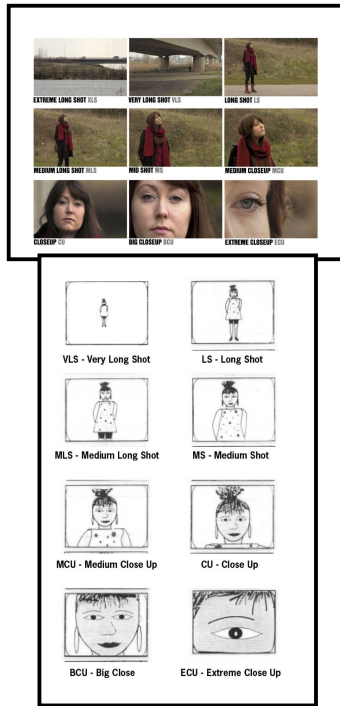 EXTREME LONG SHOT XLS
VERY LONG SHOT VLS
LONG SHOT LS
MEDIUM LONG SHOT MLS
MID SHOT MS
MEDIUM CLOSEUP MCU
CLOSEUP CU
BIG CLOSEUP BCU
EXTREME CLOSEUP ECU
VLS - Very Long Shot
LS - Long Shot
MLS - Medium Long Shot
MS - Medium Shot
MCU - Medium Close Up
CU - Close Up
BCU - Big Close
ECU - Extreme Close Up